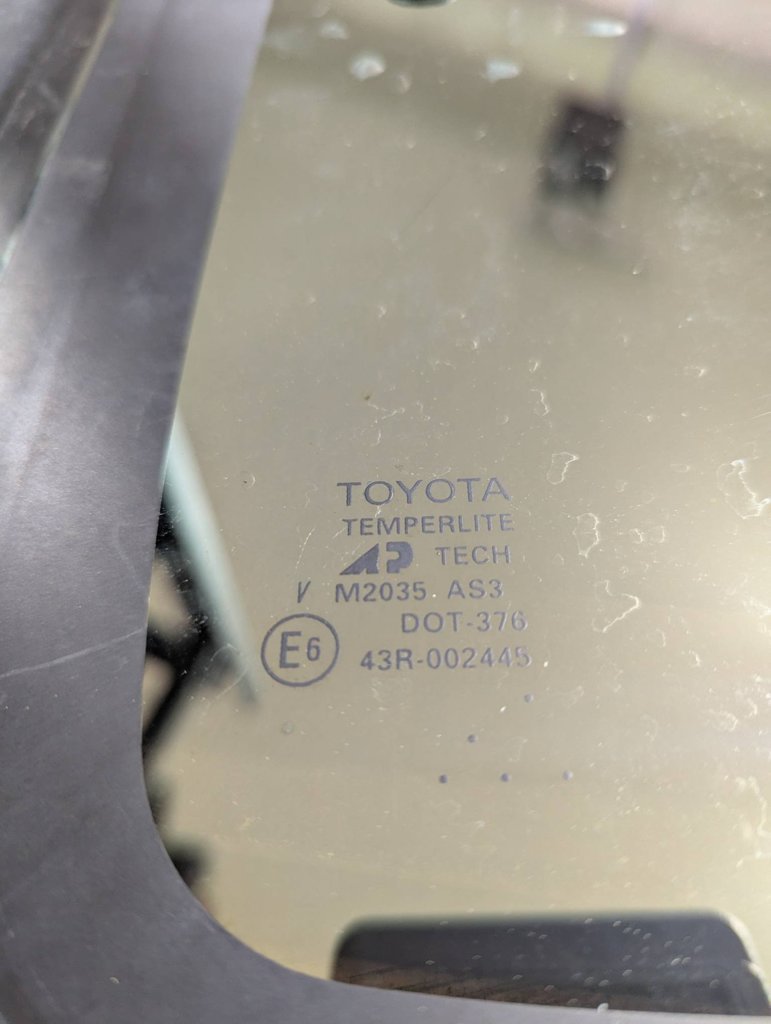 TOYOTA
TEMPERLITE
AP TECH
V M2035 AS3
DOT-376
E6 43R-002445